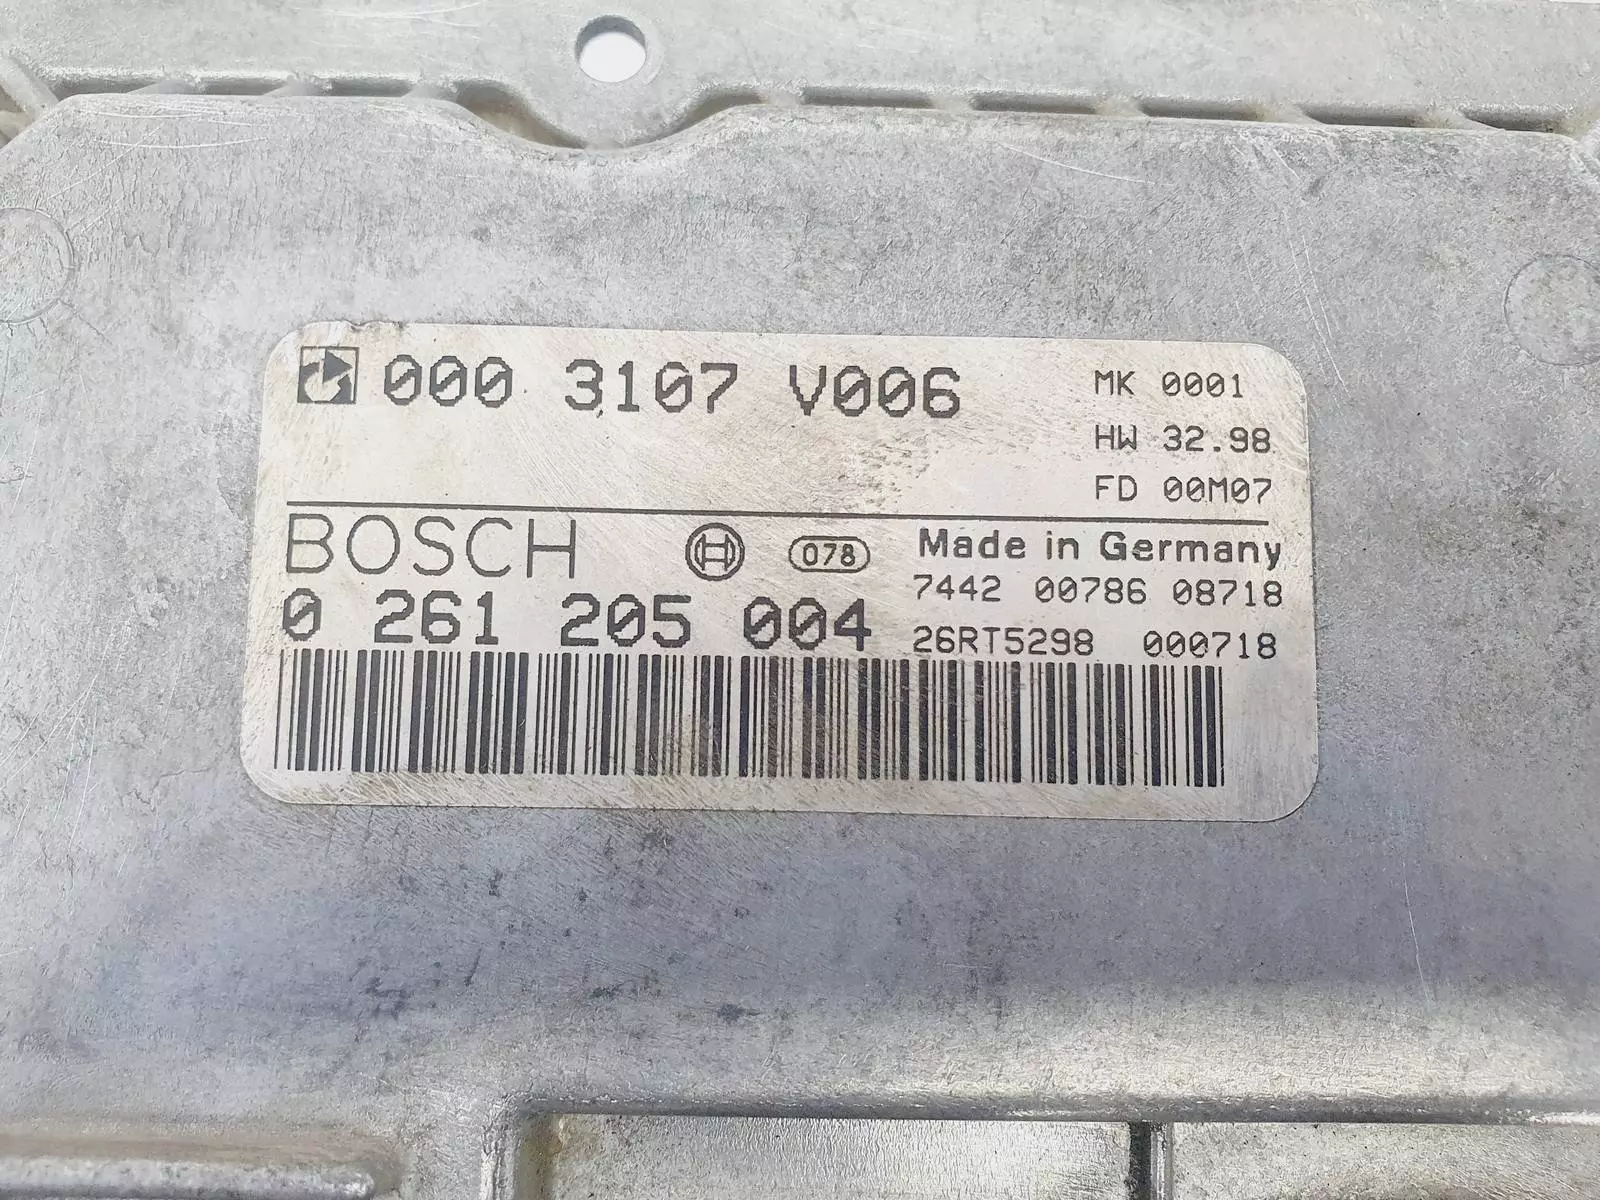 000 3107 V006
MK 0001
HW 32.98
FD 00M07
BOSCH 078 Made in Germany
7442 00786 08718
0 261 205 004
26RT5298 000718